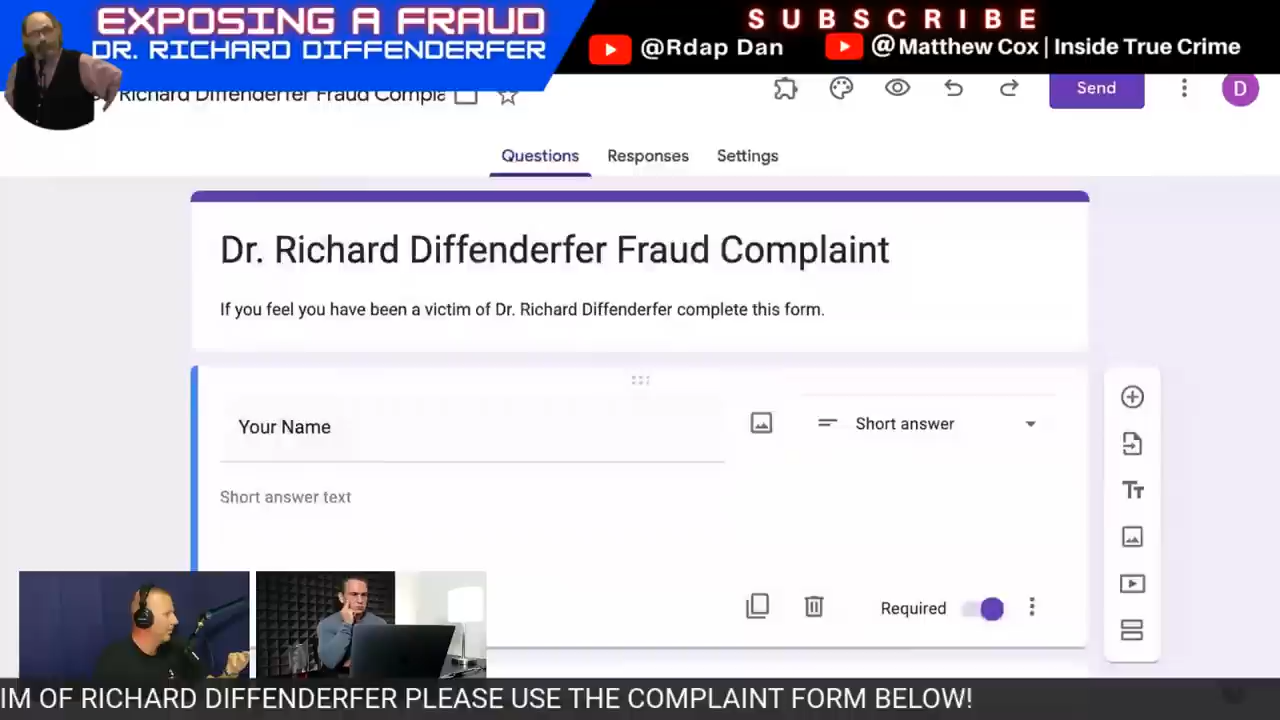 EXPOSING A FRAUD
DR. RICHARD DIFFENDERFER
SUBSCRIBE
@Rdap Dan
@Matthew Cox | Inside True Crime
Richard Diffenderfer Fraud Compla
Send
D
Questions
Responses
Settings
Dr. Richard Diffenderfer Fraud Complaint
If you feel you have been a victim of Dr. Richard Diffenderfer complete this form.
Your Name
Short answer
Short answer text
Required
IM OF RICHARD DIFFENDERFER PLEASE USE THE COMPLAINT FORM BELOW!